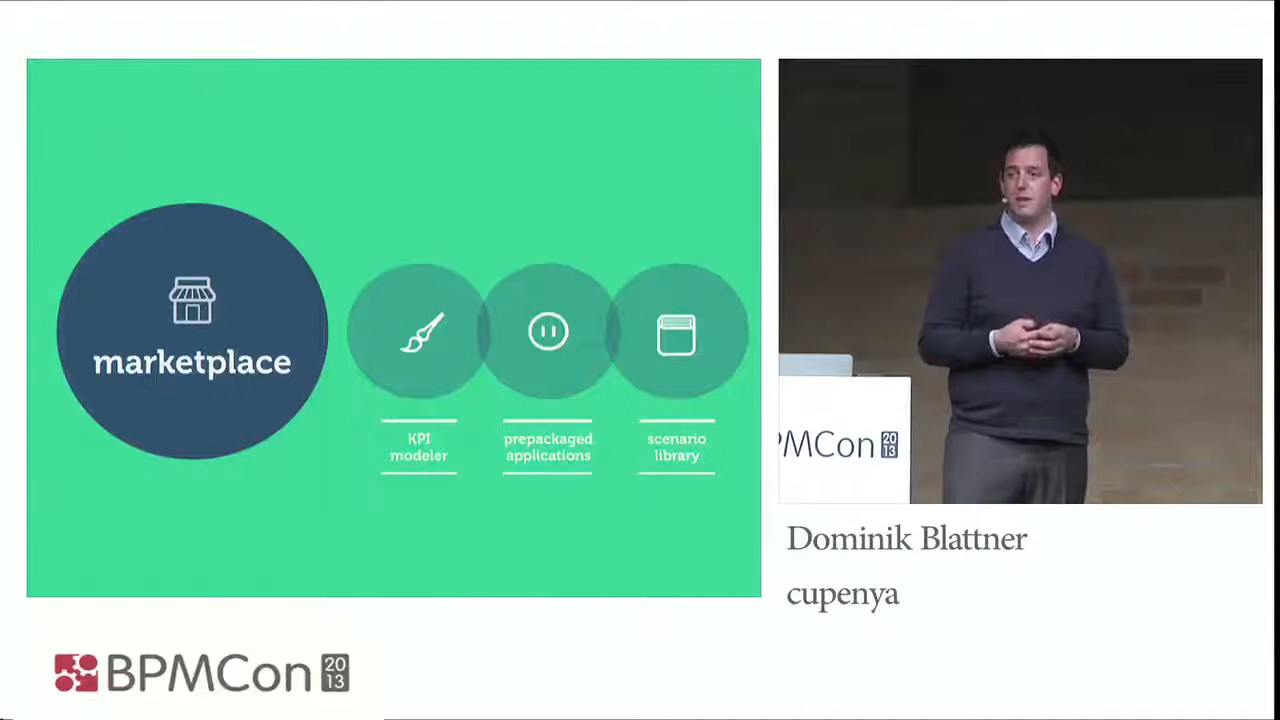 marketplace
KPI
modeler
prepackaged
applications
scenario
library
PMCon 20
13
Dominik Blattner
cupenya
BPMCon 20
13